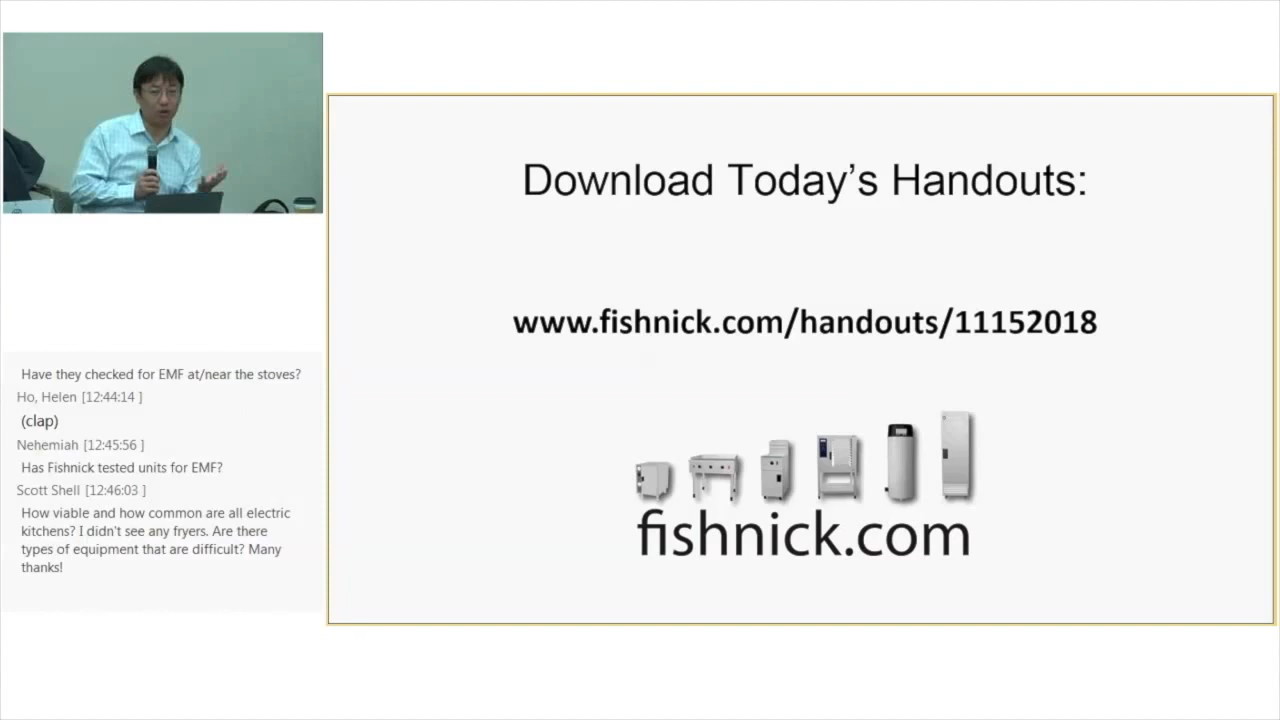 Download Today’s Handouts:
www.fishnick.com/handouts/11152018
fishnick.com
Have they checked for EMF at/near the stoves?
Ho, Helen [12:44:14 ]
(clap)
Nehemiah [12:45:56 ]
Has Fishnick tested units for EMF?
Scott Shell [12:46:03 ]
How viable and how common are all electric
kitchens? I didn't see any fryers. Are there
types of equipment that are difficult? Many
thanks!